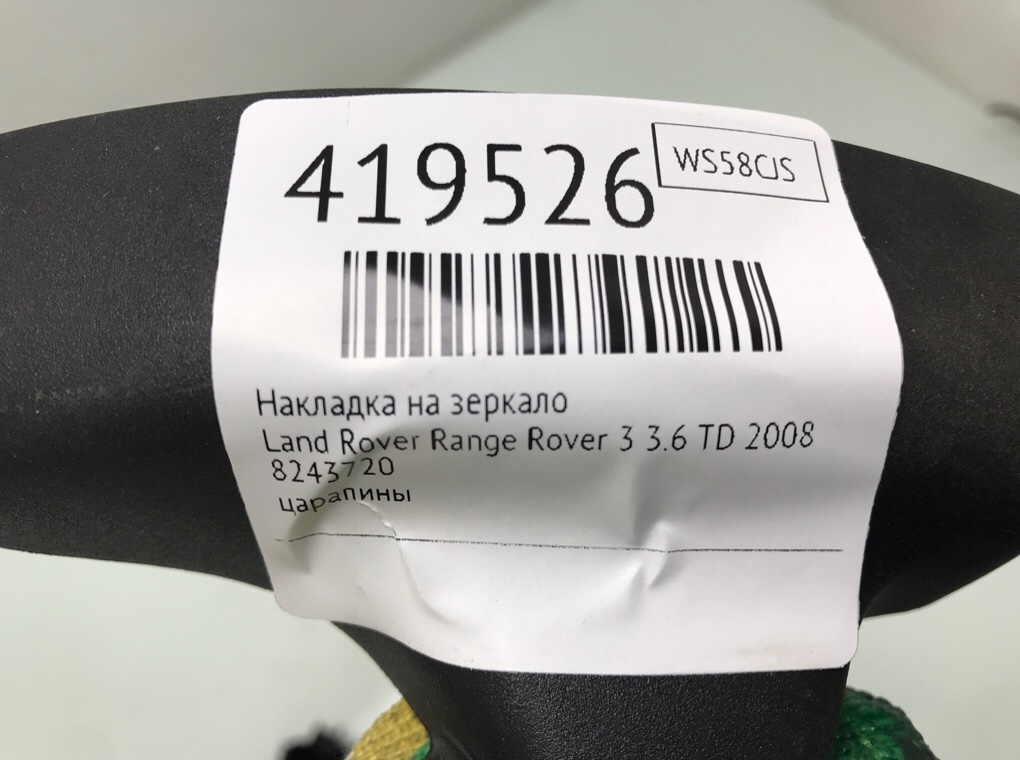 419526
WS58CJS
Накладка на зеркало
Land Rover Range Rover 3 3.6 TD 2008
8243720
царапины